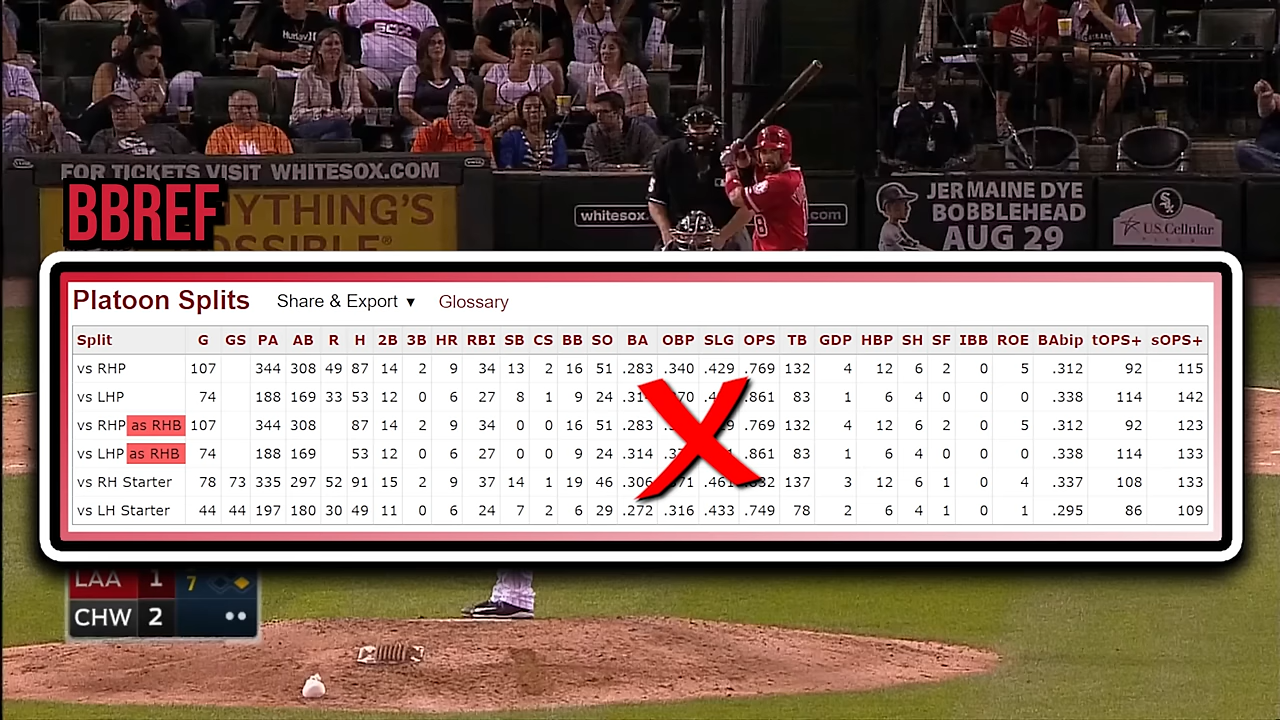 SOX
FOR TICKETS VISIT WHITESOX.COM
BBREF
YTHING'S
whitesox.
.com
JERMAINE DYE
BOBBLEHEAD
AUG 29
U.S. Cellular
Platoon Splits Share & Export ▼ Glossary
Split G GS PA AB R H 2B 3B HR RBI SB CS BB SO BA OBP SLG OPS TB GDP HBP SH SF IBB ROE BAbip tOPS+ sOPS+
vs RHP 107 344 308 49 87 14 2 9 34 13 2 16 51 .283 .340 .429 .769 132 4 12 6 2 0 5 .312 92 115
vs LHP 74 188 169 33 53 12 0 6 27 8 1 9 24 .861 83 1 6 4 0 0 0 .338 114 142
vs RHP as RHB 107 344 308 87 14 2 9 34 0 0 16 51 .283 .769 132 4 12 6 2 0 5 .312 92 123
vs LHP as RHB 74 188 169 53 12 0 6 27 0 0 9 24 .314 .861 83 1 6 4 0 0 0 .338 114 133
vs RH Starter 78 73 335 297 52 91 15 2 9 37 14 1 19 46 .306 .461 137 3 12 6 1 0 4 .337 108 133
vs LH Starter 44 44 197 180 30 49 11 0 6 24 7 2 6 29 .272 .316 .433 .749 78 2 6 4 1 0 1 .295 86 109
LAA 1 7
CHW 2